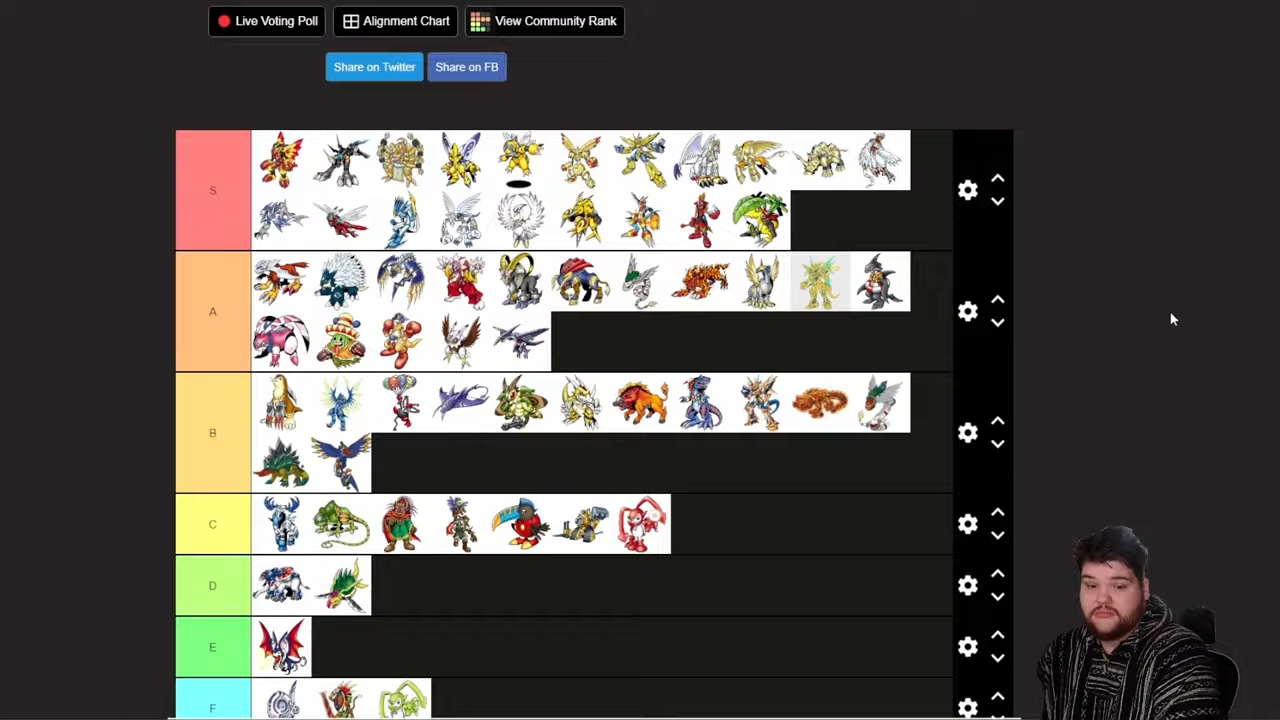 Live Voting Poll
Alignment Chart
View Community Rank
Share on Twitter
Share on FB
S
A
B
C
D
E
F